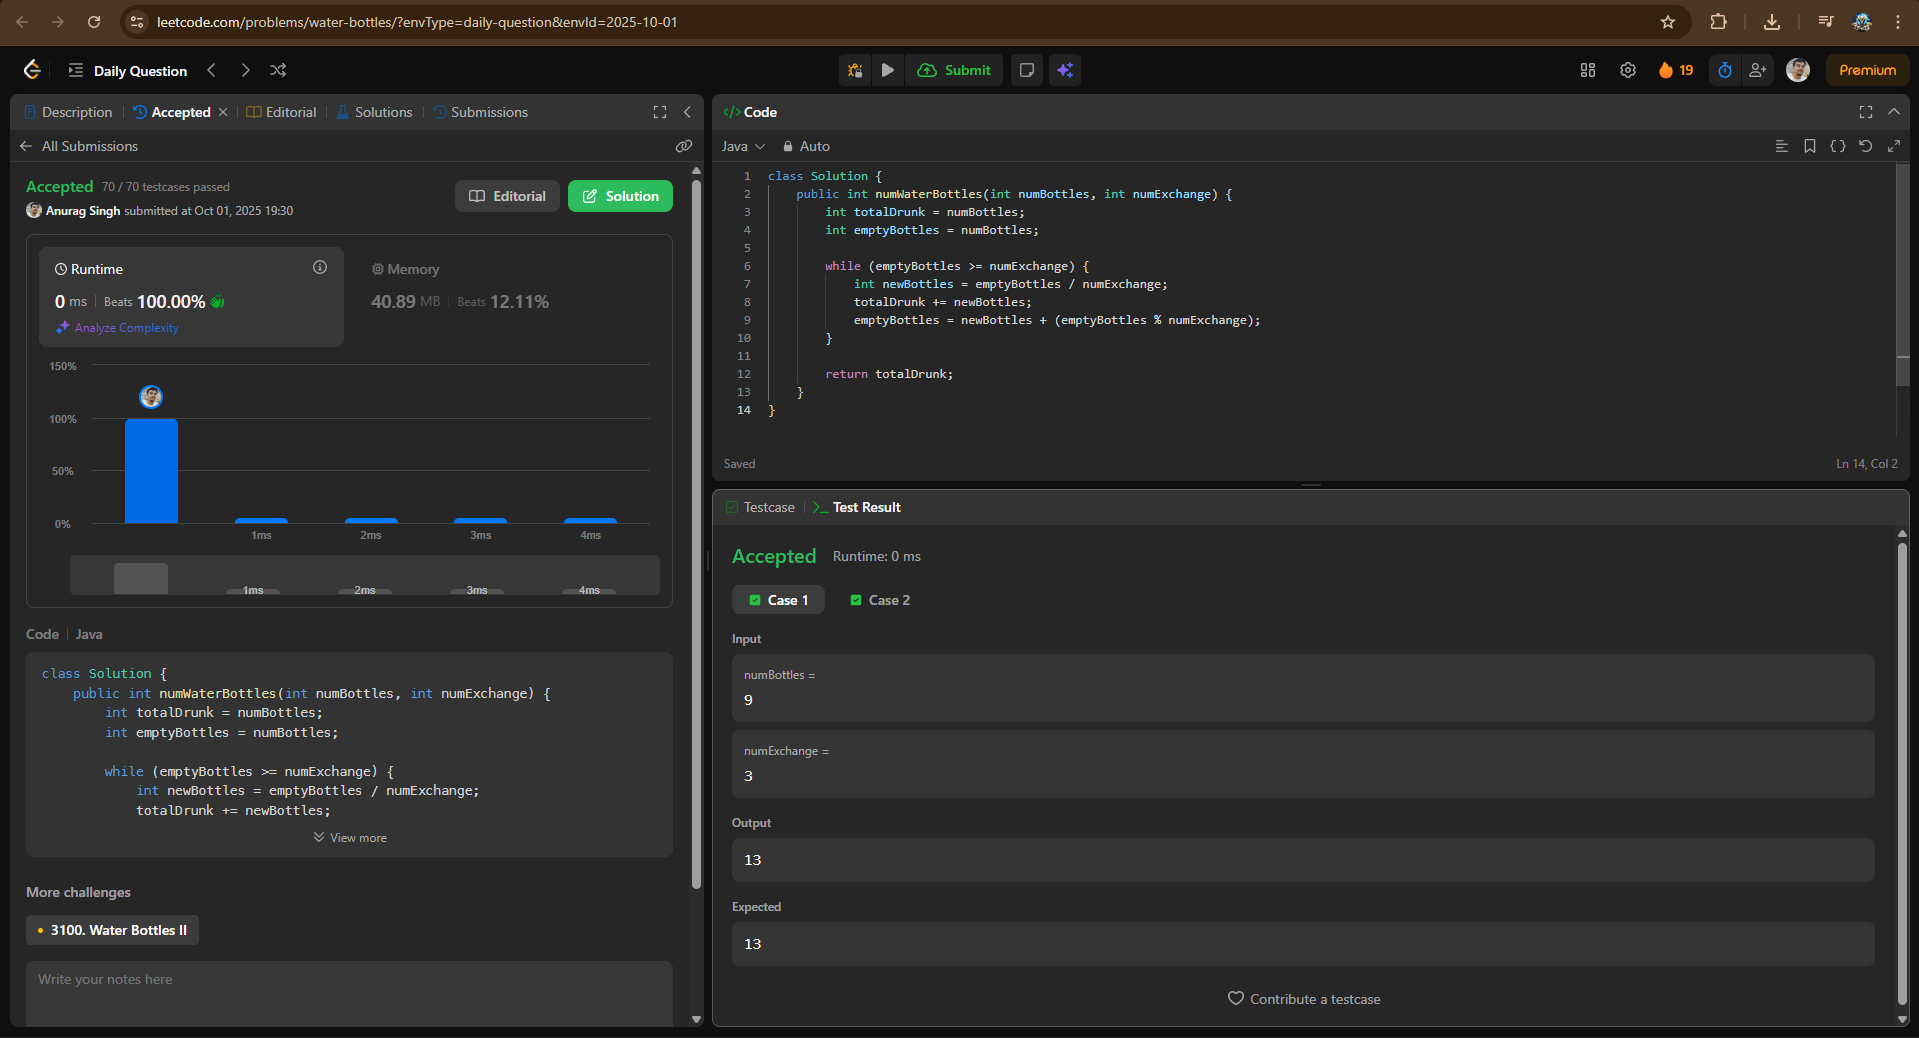 leetcode.com/problems/water-bottles/?envType=daily-question&envId=2025-10-01
Daily Question
Submit
19
Premium
Description
Accepted
Editorial
Solutions
Submissions
All Submissions
Accepted 70 / 70 testcases passed
Anurag Singh submitted at Oct 01, 2025 19:30
Editorial
Solution
Runtime
0 ms Beats 100.00%
Analyze Complexity
Memory
40.89 MB Beats 12.11%
150%
100%
50%
0%
1ms 2ms 3ms 4ms
1ms 2ms 3ms 4ms
Code Java
class Solution {
    public int numWaterBottles(int numBottles, int numExchange) {
        int totalDrunk = numBottles;
        int emptyBottles = numBottles;
        while (emptyBottles >= numExchange) {
            int newBottles = emptyBottles / numExchange;
            totalDrunk += newBottles;
View more
More challenges
3100. Water Bottles II
Write your notes here
</> Code
Java Auto
1 class Solution {
2     public int numWaterBottles(int numBottles, int numExchange) {
3         int totalDrunk = numBottles;
4         int emptyBottles = numBottles;
5
6         while (emptyBottles >= numExchange) {
7             int newBottles = emptyBottles / numExchange;
8             totalDrunk += newBottles;
9             emptyBottles = newBottles + (emptyBottles % numExchange);
10         }
11
12         return totalDrunk;
13     }
14 }
Saved
Ln 14, Col 2
Testcase
Test Result
Accepted Runtime: 0 ms
Case 1 Case 2
Input
numBottles =
9
numExchange =
3
Output
13
Expected
13
Contribute a testcase